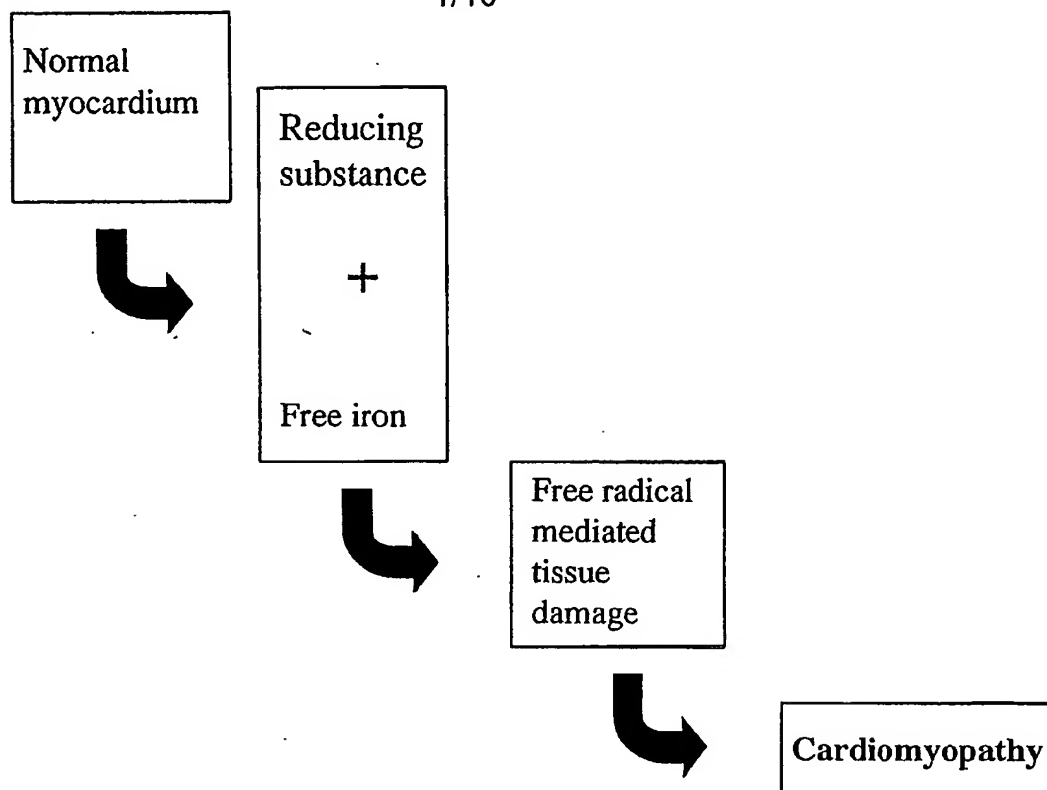 Normal
myocardium
Reducing
substance
+
Free iron
Free radical
mediated
tissue
damage
Cardiomyopathy